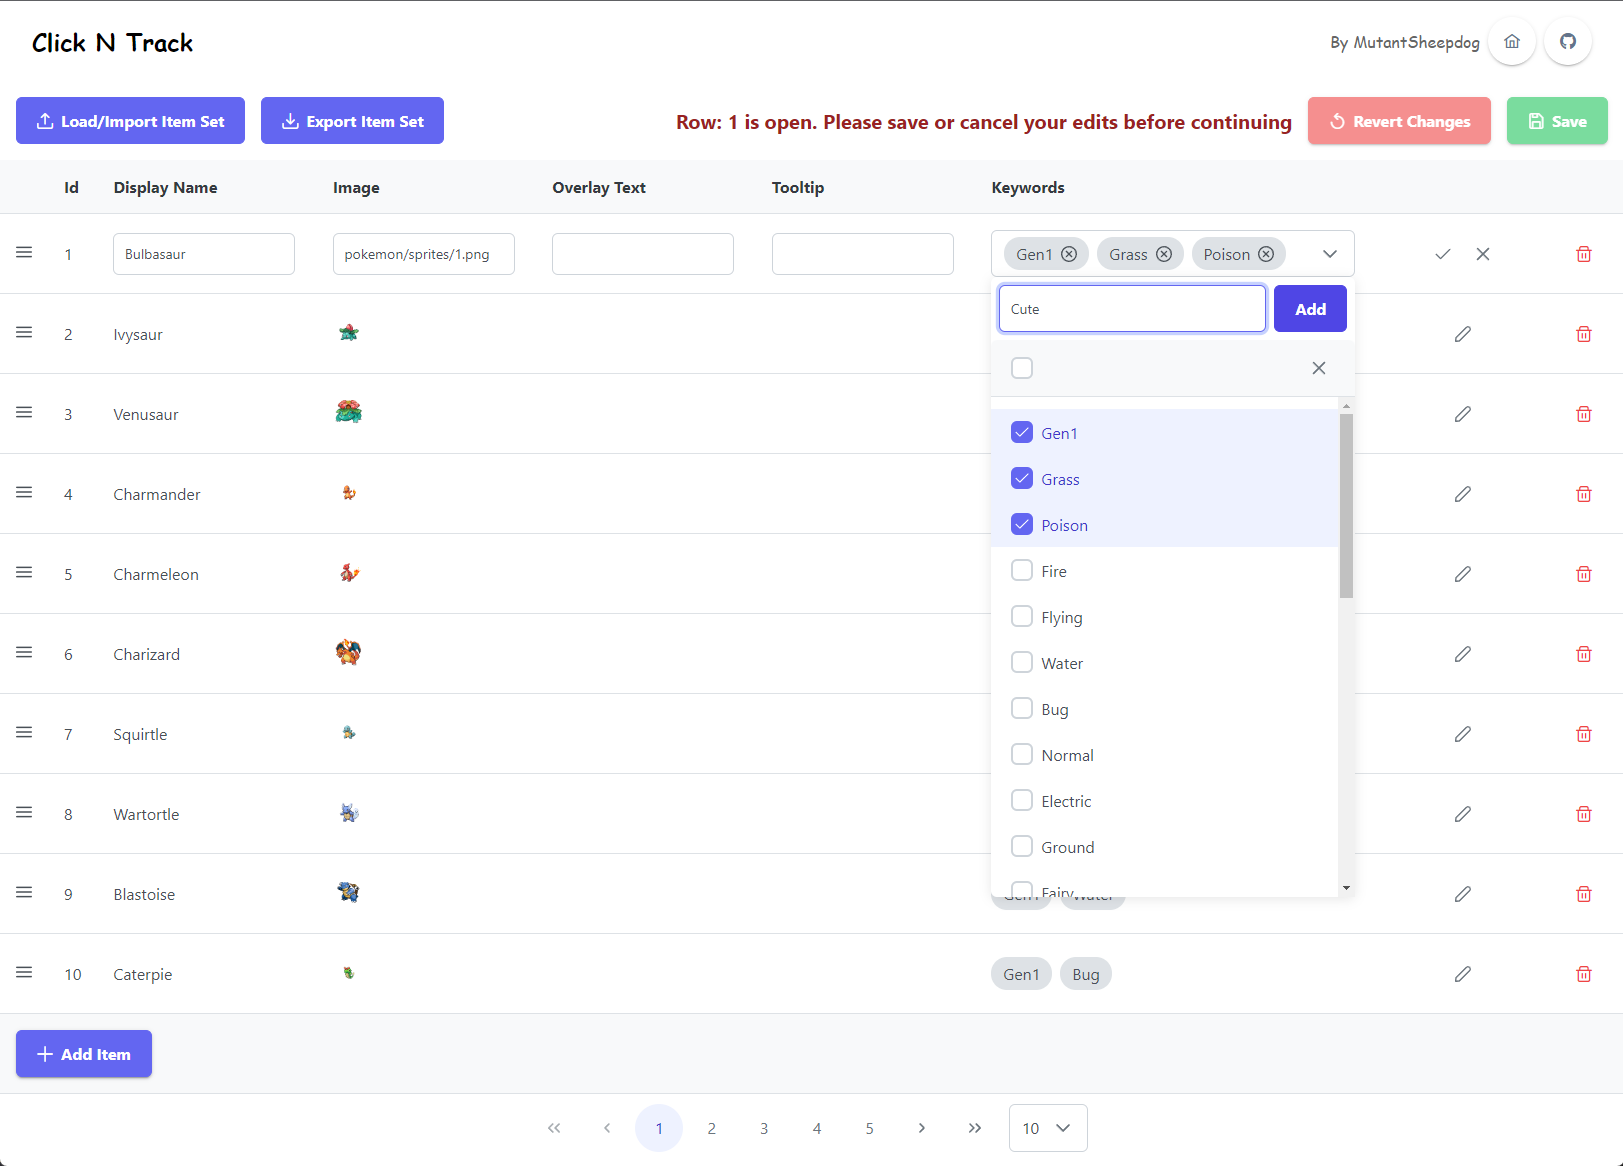 Click N Track
By MutantSheepdog
Load/Import Item Set
Export Item Set
Row: 1 is open. Please save or cancel your edits before continuing
Revert Changes
Save
Id Display Name Image Overlay Text Tooltip Keywords
1 Bulbasaur pokemon/sprites/1.png Gen1 Grass Poison
Cute Add
2 Ivysaur
3 Venusaur
Gen1
Grass
4 Charmander
Poison
5 Charmeleon
Fire
Flying
6 Charizard
Water
Bug
7 Squirtle
Normal
Electric
8 Wartortle
Ground
9 Blastoise
Fairy
Gen1 Water
10 Caterpie Gen1 Bug
Add Item
1 2 3 4 5 10